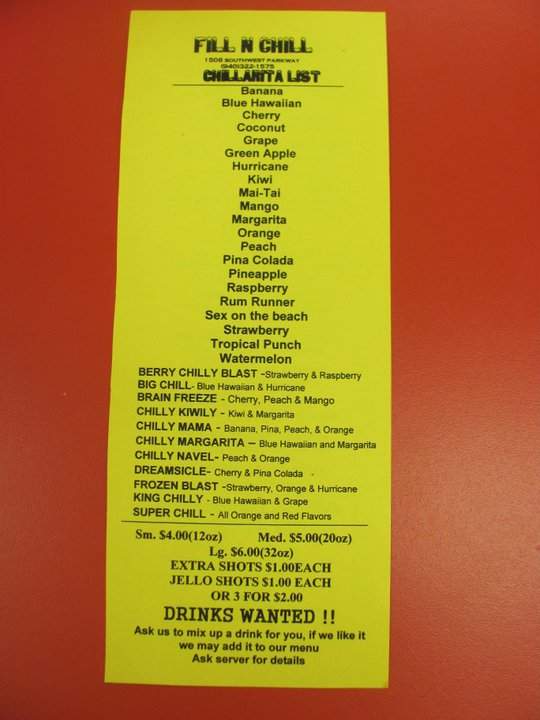 FILL N CHILL
1508 SOUTHWEST PARKWAY
(940)322-1575
CHILLARITA LIST
Banana
Blue Hawaiian
Cherry
Coconut
Grape
Green Apple
Hurricane
Kiwi
Mai-Tai
Mango
Margarita
Orange
Peach
Pina Colada
Pineapple
Raspberry
Rum Runner
Sex on the beach
Strawberry
Tropical Punch
Watermelon
BERRY CHILLY BLAST -Strawberry & Raspberry
BIG CHILL- Blue Hawaiian & Hurricane
BRAIN FREEZE - Cherry, Peach & Mango
CHILLY KIWILY - Kiwi & Margarita
CHILLY MAMA - Banana, Pina, Peach, & Orange
CHILLY MARGARITA – Blue Hawaiian and Margarita
CHILLY NAVEL- Peach & Orange
DREAMSICLE- Cherry & Pina Colada
FROZEN BLAST -Strawberry, Orange & Hurricane
KING CHILLY - Blue Hawaiian & Grape
SUPER CHILL - All Orange and Red Flavors
Sm. $4.00(12oz) Med. $5.00(20oz)
Lg. $6.00(32oz)
EXTRA SHOTS $1.00EACH
JELLO SHOTS $1.00 EACH
OR 3 FOR $2.00
DRINKS WANTED !!
Ask us to mix up a drink for you, if we like it
we may add it to our menu
Ask server for details